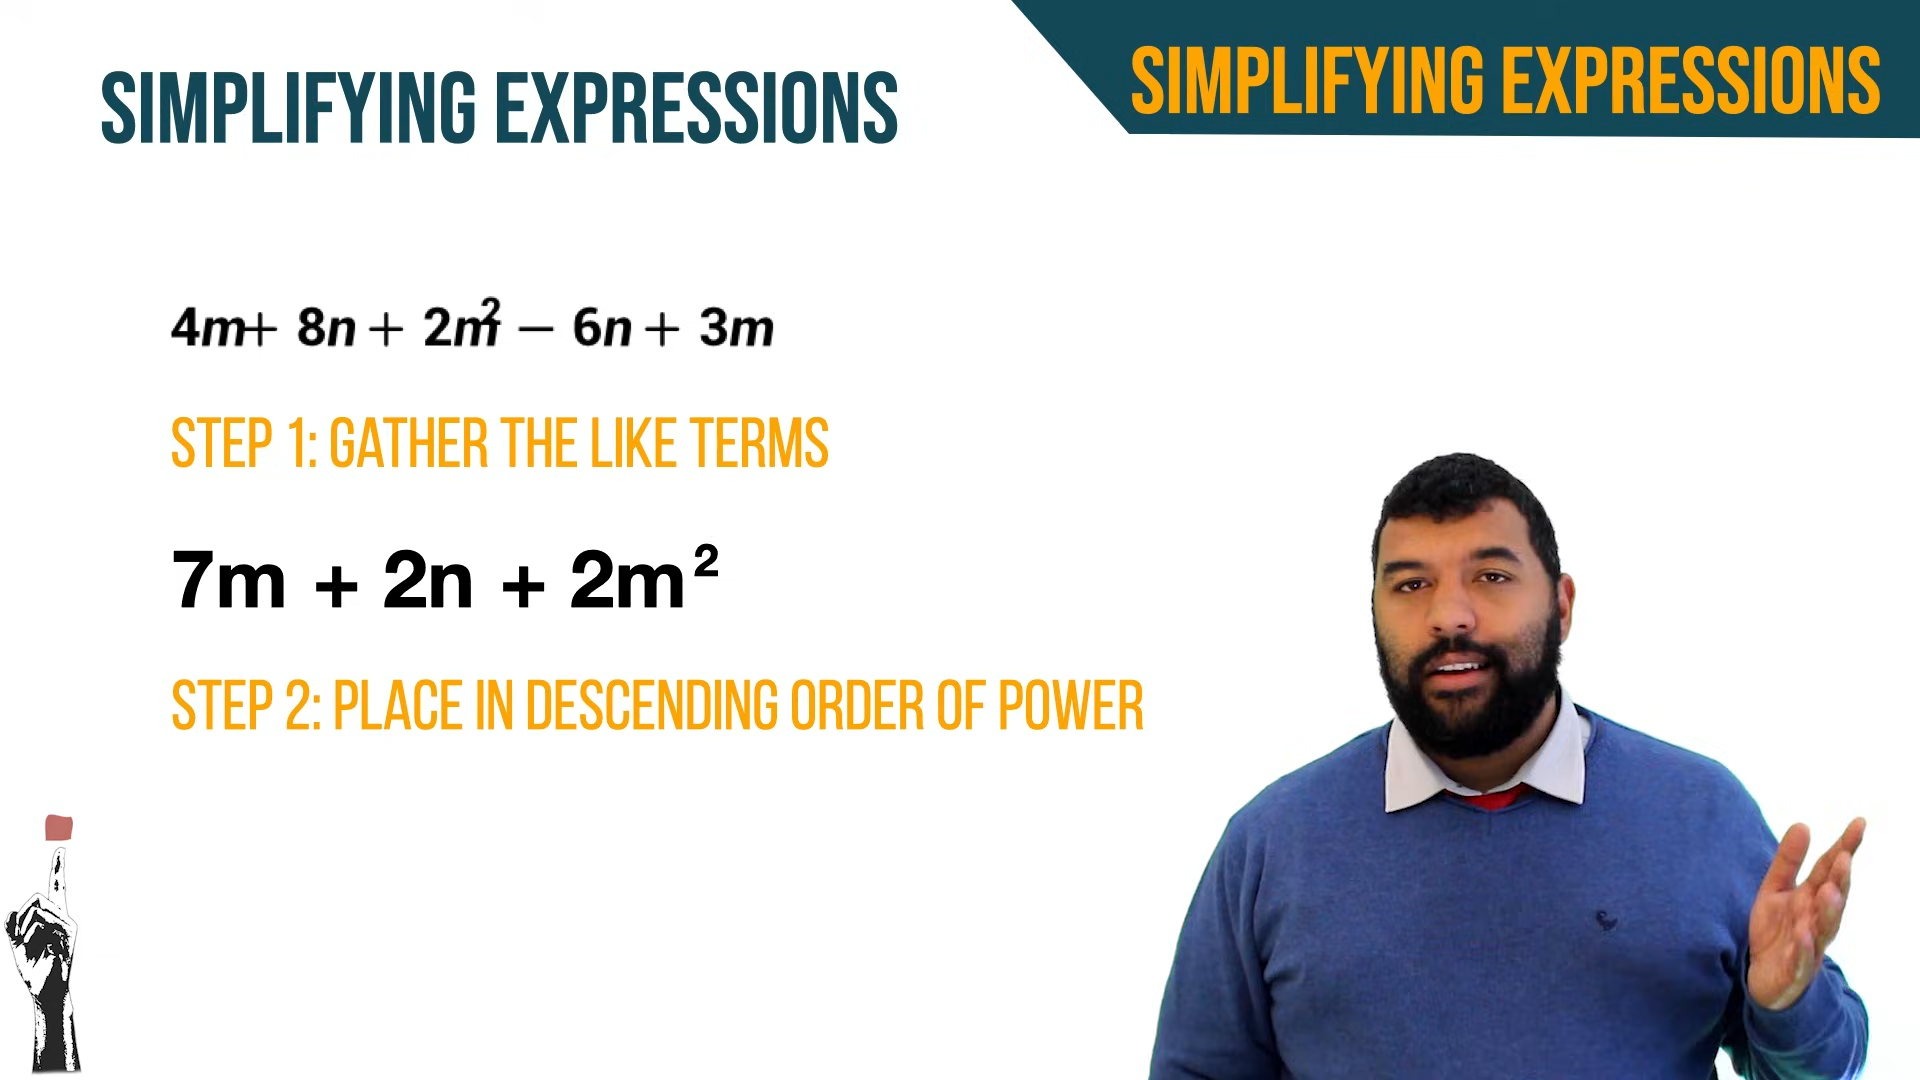 SIMPLIFYING EXPRESSIONS
SIMPLIFYING EXPRESSIONS
4m+ 8n + 2m² − 6n + 3m
STEP 1: GATHER THE LIKE TERMS
7m + 2n + 2m²
STEP 2: PLACE IN DESCENDING ORDER OF POWER